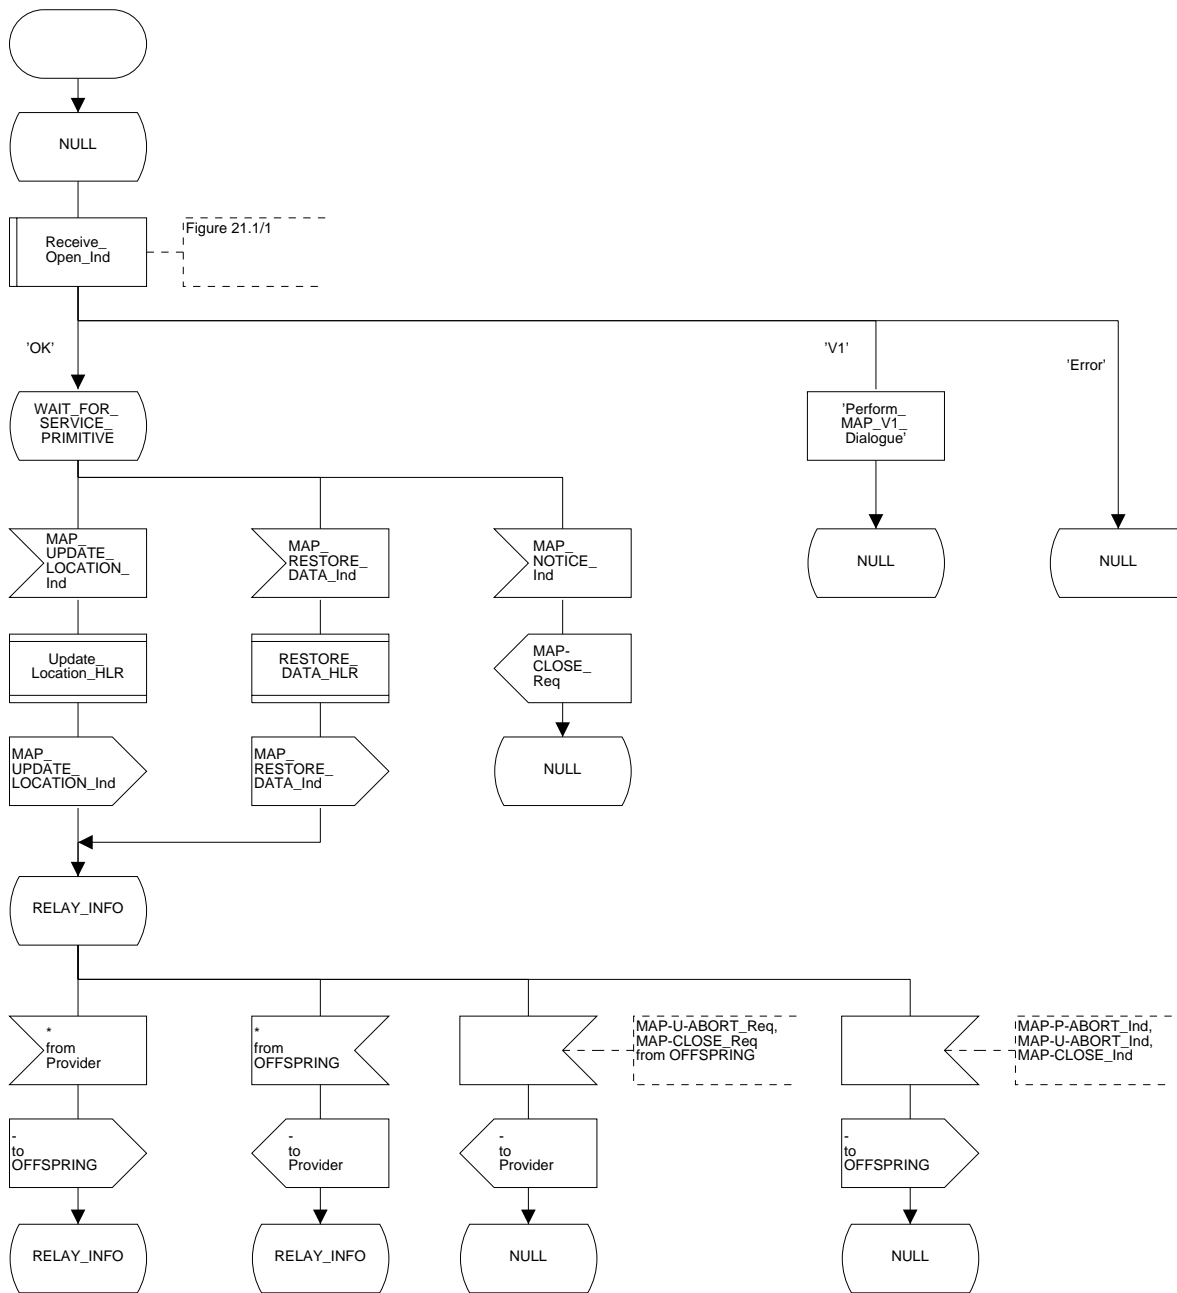 NULL
Receive_
Open_Ind
Figure 21.1/1
'OK'
'V1'
'Error'
WAIT_FOR_
SERVICE_
PRIMITIVE
'Perform_
MAP_V1_
Dialogue'
MAP_
UPDATE_
LOCATION_
Ind
MAP_
RESTORE_
DATA_Ind
MAP_
NOTICE_
Ind
NULL
NULL
Update_
Location_HLR
RESTORE_
DATA_HLR
MAP-
CLOSE_
Req
MAP_
UPDATE_
LOCATION_Ind
MAP_
RESTORE_
DATA_Ind
NULL
RELAY_INFO
*
from
Provider
*
from
OFFSPRING
MAP-U-ABORT_Req,
MAP-CLOSE_Req
from OFFSPRING
MAP-P-ABORT_Ind,
MAP-U-ABORT_Ind,
MAP-CLOSE_Ind
-
to
OFFSPRING
-
to
Provider
-
to
Provider
-
to
OFFSPRING
RELAY_INFO
RELAY_INFO
NULL
NULL